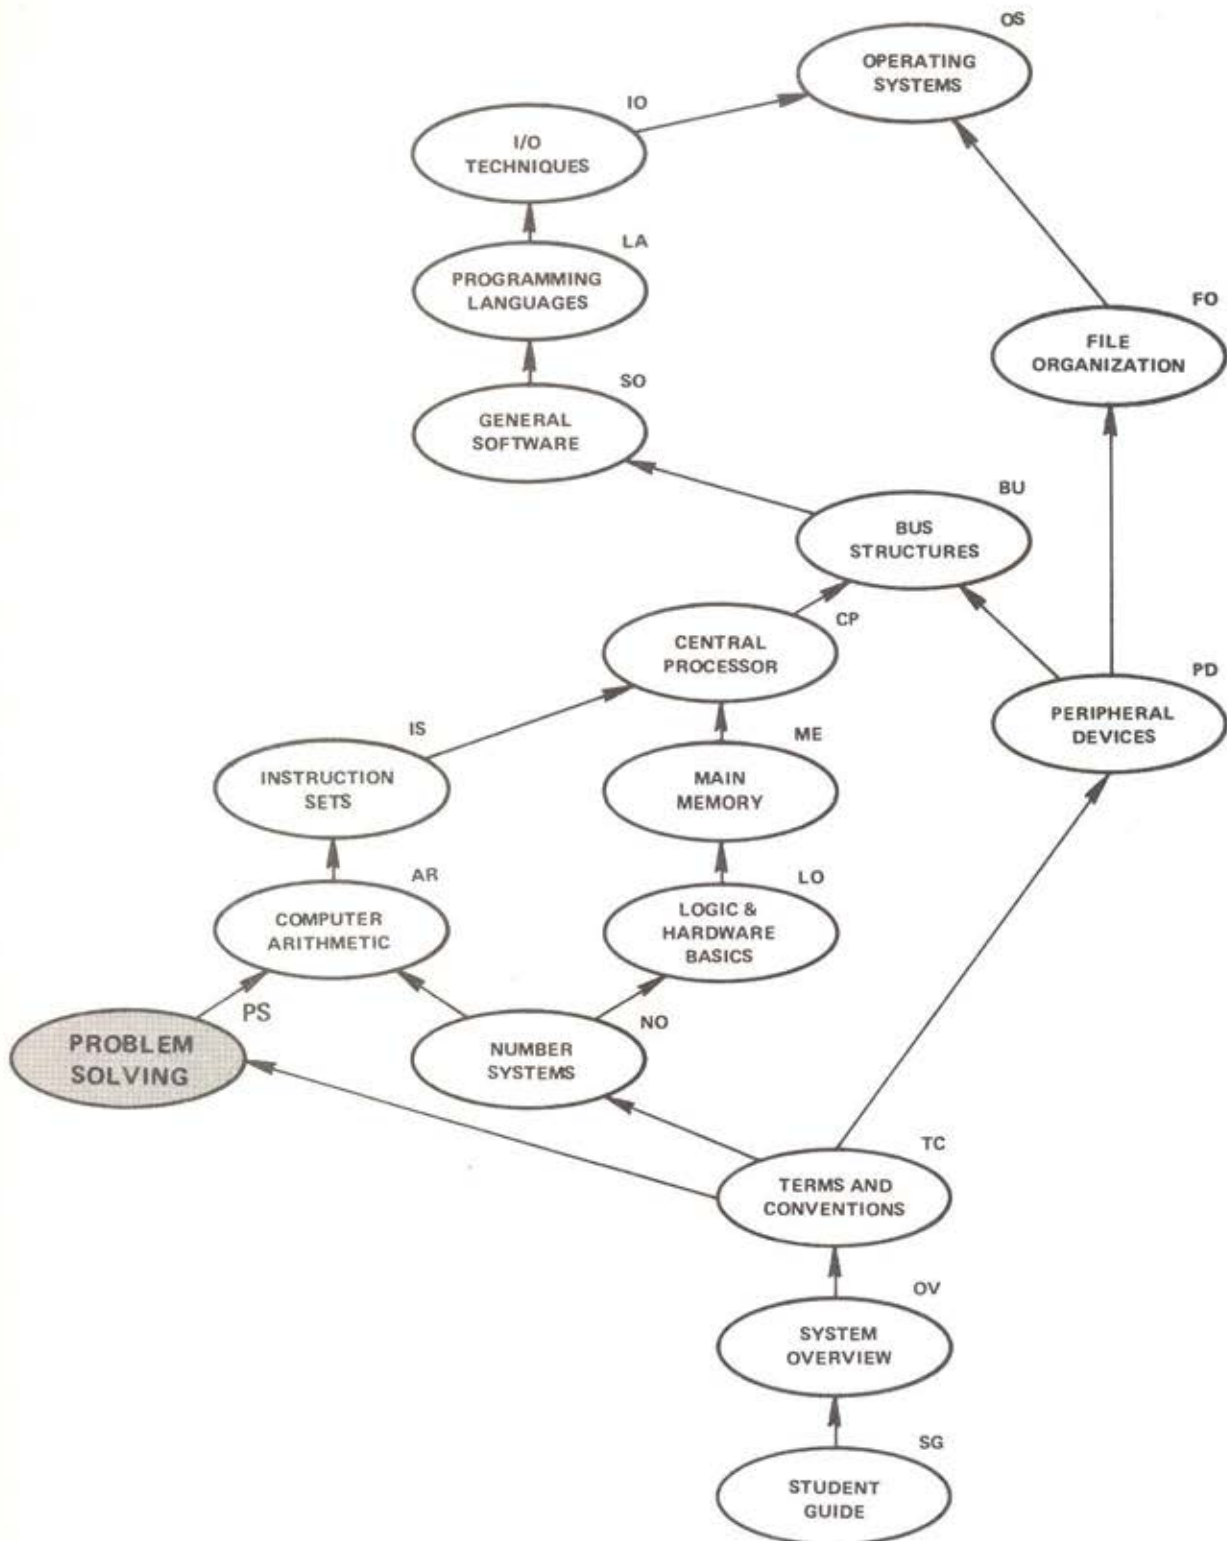 OS
OPERATING
SYSTEMS
IO
I/O
TECHNIQUES
LA
PROGRAMMING
LANGUAGES
FO
FILE
ORGANIZATION
SO
GENERAL
SOFTWARE
BU
BUS
STRUCTURES
CP
CENTRAL
PROCESSOR
PD
PERIPHERAL
DEVICES
IS
INSTRUCTION
SETS
ME
MAIN
MEMORY
AR
COMPUTER
ARITHMETIC
LO
LOGIC &
HARDWARE
BASICS
PS
PROBLEM
SOLVING
NO
NUMBER
SYSTEMS
TC
TERMS AND
CONVENTIONS
OV
SYSTEM
OVERVIEW
SG
STUDENT
GUIDE